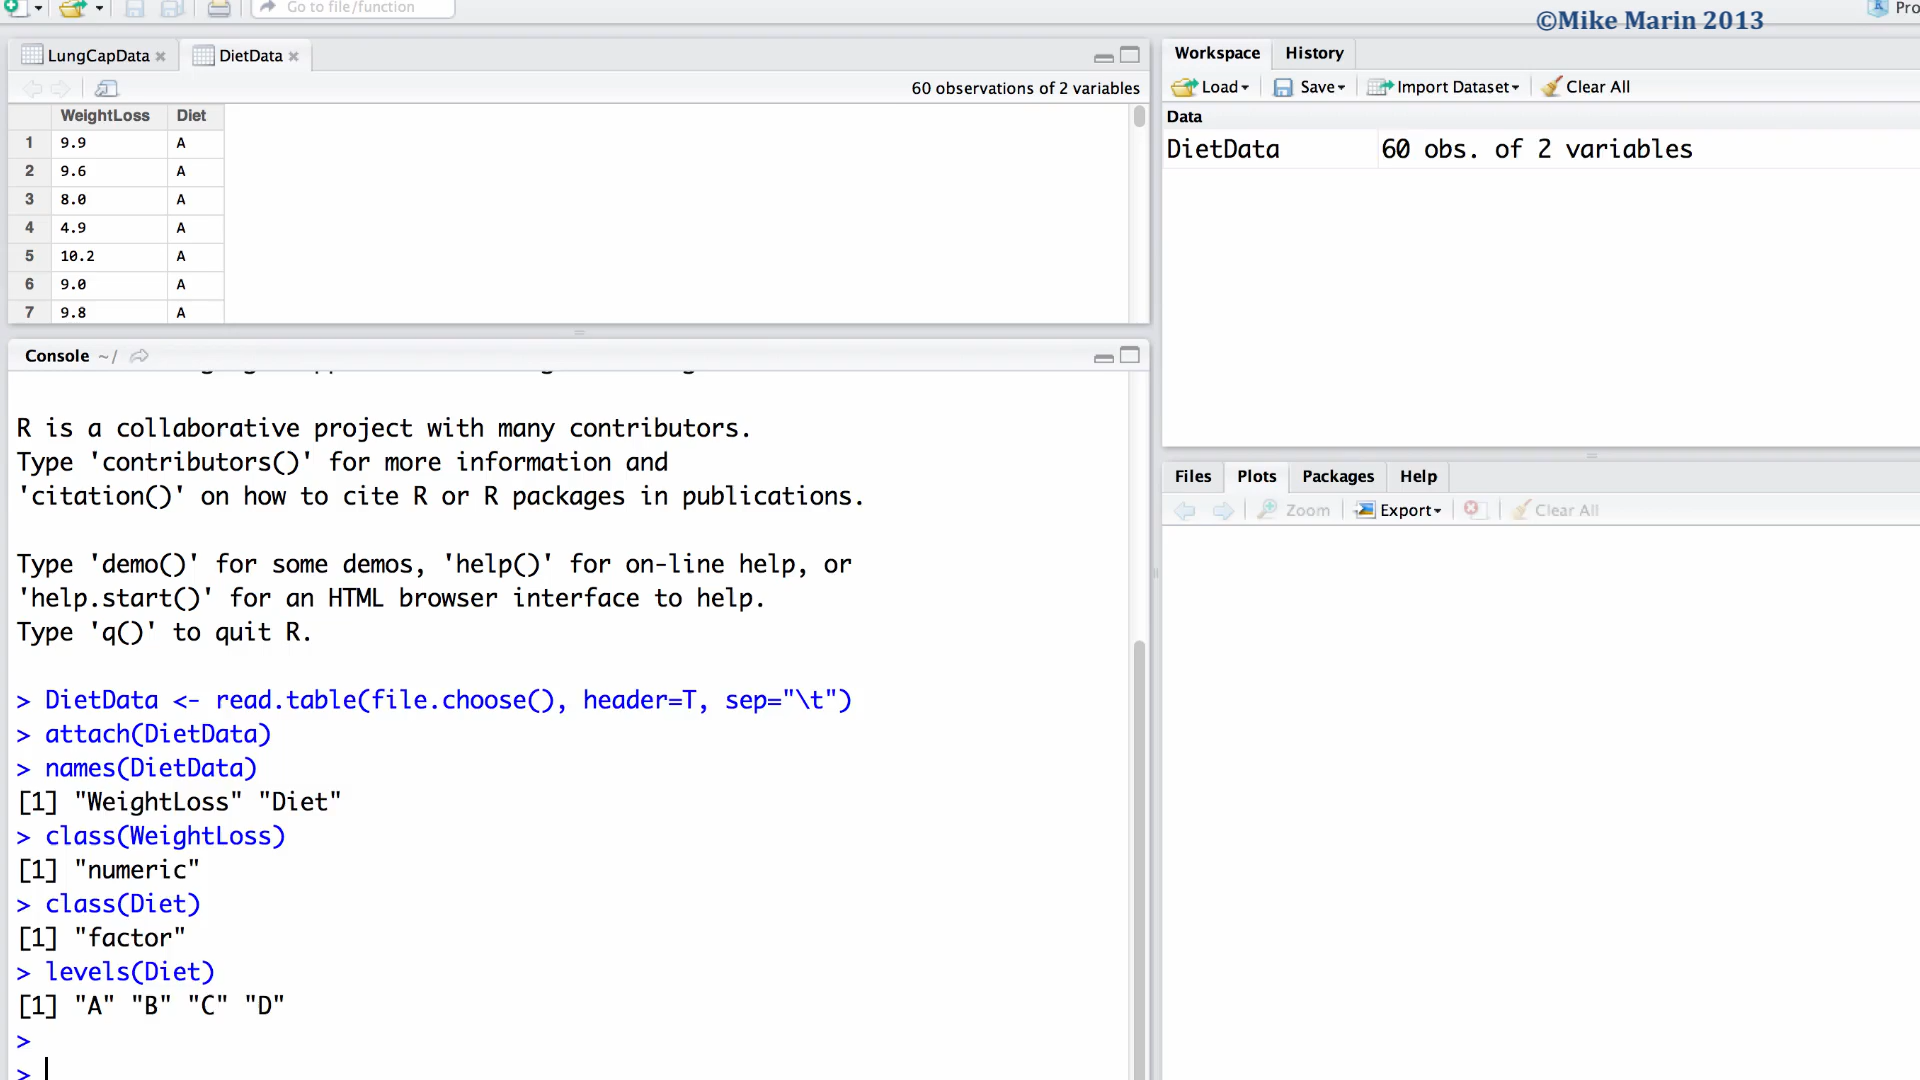 Go to file/function
©Mike Marin 2013
Pro
LungCapData
DietData
60 observations of 2 variables
WeightLoss Diet
1 9.9 A
2 9.6 A
3 8.0 A
4 4.9 A
5 10.2 A
6 9.0 A
7 9.8 A
Console ~/
R is a collaborative project with many contributors.
Type 'contributors()' for more information and
'citation()' on how to cite R or R packages in publications.
Type 'demo()' for some demos, 'help()' for on-line help, or
'help.start()' for an HTML browser interface to help.
Type 'q()' to quit R.
> DietData <- read.table(file.choose(), header=T, sep="\t")
> attach(DietData)
> names(DietData)
[1] "WeightLoss" "Diet"
> class(WeightLoss)
[1] "numeric"
> class(Diet)
[1] "factor"
> levels(Diet)
[1] "A" "B" "C" "D"
>
>
Workspace History
Load Save Import Dataset Clear All
Data
DietData 60 obs. of 2 variables
Files Plots Packages Help
Zoom Export Clear All